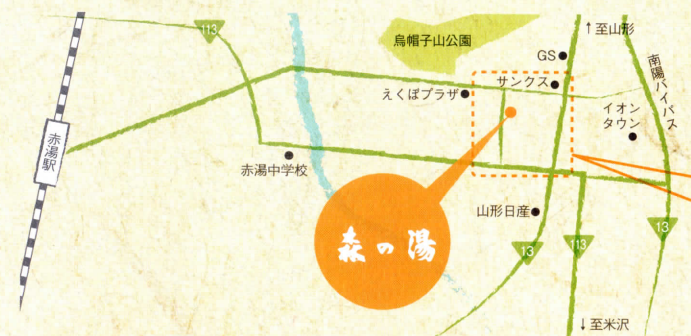 113
↑至山形
烏帽子山公園
GS
南陽バイパス
サンクス
えくぼプラザ
イオン
タウン
赤湯駅
赤湯中学校
山形日産
森の湯
13
113
13
↓至米沢